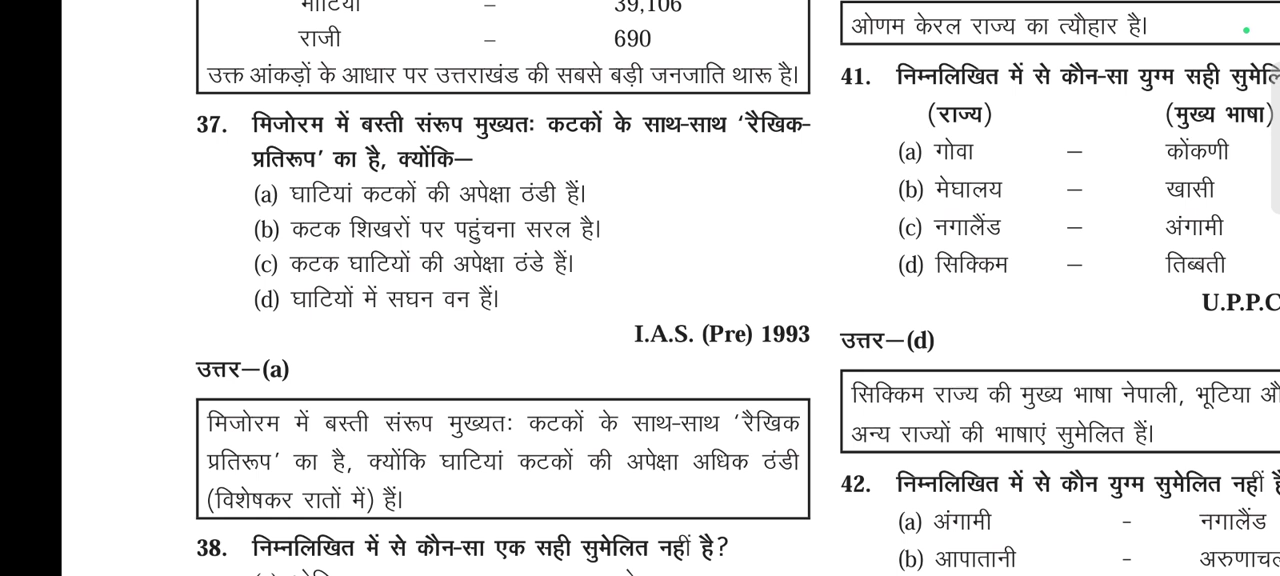 39,106
राजी – 690
उक्त आंकड़ों के आधार पर उत्तराखंड की सबसे बड़ी जनजाति थारू है।
37. मिजोरम में बस्ती संरूप मुख्यतः कटकों के साथ-साथ ‘रैखिक-
प्रतिरूप’ का है, क्योंकि—
(a) घाटियां कटकों की अपेक्षा ठंडी हैं।
(b) कटक शिखरों पर पहुंचना सरल है।
(c) कटक घाटियों की अपेक्षा ठंडे हैं।
(d) घाटियों में सघन वन हैं।
I.A.S. (Pre) 1993
उत्तर—(a)
मिजोरम में बस्ती संरूप मुख्यतः कटकों के साथ-साथ ‘रैखिक
प्रतिरूप’ का है, क्योंकि घाटियां कटकों की अपेक्षा अधिक ठंडी
(विशेषकर रातों में) हैं।
38. निम्नलिखित में से कौन-सा एक सही सुमेलित नहीं है?
ओणम केरल राज्य का त्यौहार है।
41. निम्नलिखित में से कौन-सा युग्म सही
(राज्य) (मुख्य भाषा)
(a) गोवा – कोंकणी
(b) मेघालय – खासी
(c) नगालैंड – अंगामी
(d) सिक्किम – तिब्बती
U.P.P.C
उत्तर—(d)
सिक्किम राज्य की मुख्य भाषा नेपाली, भूटिया
अन्य राज्यों की भाषाएं सुमेलित हैं।
42. निम्नलिखित में से कौन युग्म सुमेलित नहीं
(a) अंगामी - नगालैंड
(b) आपातानी -